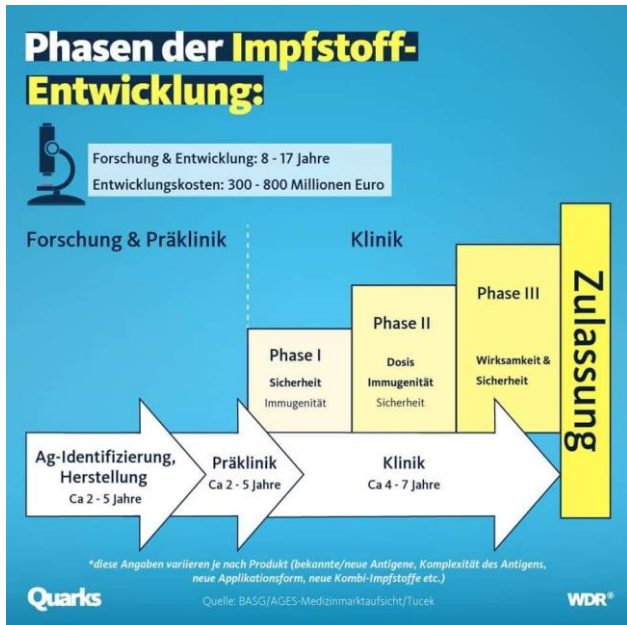 Phasen der Impfstoff-
Entwicklung:
Forschung & Entwicklung: 8 - 17 Jahre
Entwicklungskosten: 300 - 800 Millionen Euro
Forschung & Präklinik
Klinik
Phase I
Sicherheit
Immugenität
Phase II
Dosis
Immugenität
Sicherheit
Phase III
Wirksamkeit &
Sicherheit
Zulassung
Ag-Identifizierung,
Herstellung
Ca 2 - 5 Jahre
Präklinik
Ca 2 - 5 Jahre
Klinik
Ca 4 - 7 Jahre
*diese Angaben variieren je nach Produkt (bekannte/neue Antigene, Komplexität des Antigens,
neue Applikationsform, neue Kombi-Impfstoffe etc.)
Quarks
Quelle: BASG/AGES-Medizinmarktaufsicht/Tucek
WDR®